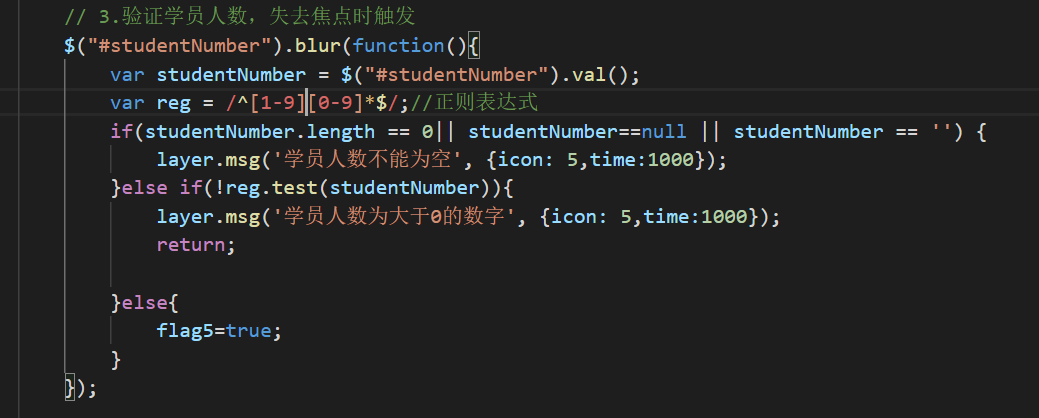 // 3.验证学员人数，失去焦点时触发
$("#studentNumber").blur(function(){
var studentNumber = $("#studentNumber").val();
var reg = /^[1-9][0-9]*$/;//正则表达式
if(studentNumber.length == 0|| studentNumber==null || studentNumber == '') {
layer.msg('学员人数不能为空', {icon: 5,time:1000});
}else if(!reg.test(studentNumber)){
layer.msg('学员人数为大于0的数字', {icon: 5,time:1000});
return;
}else{
flag5=true;
}
});